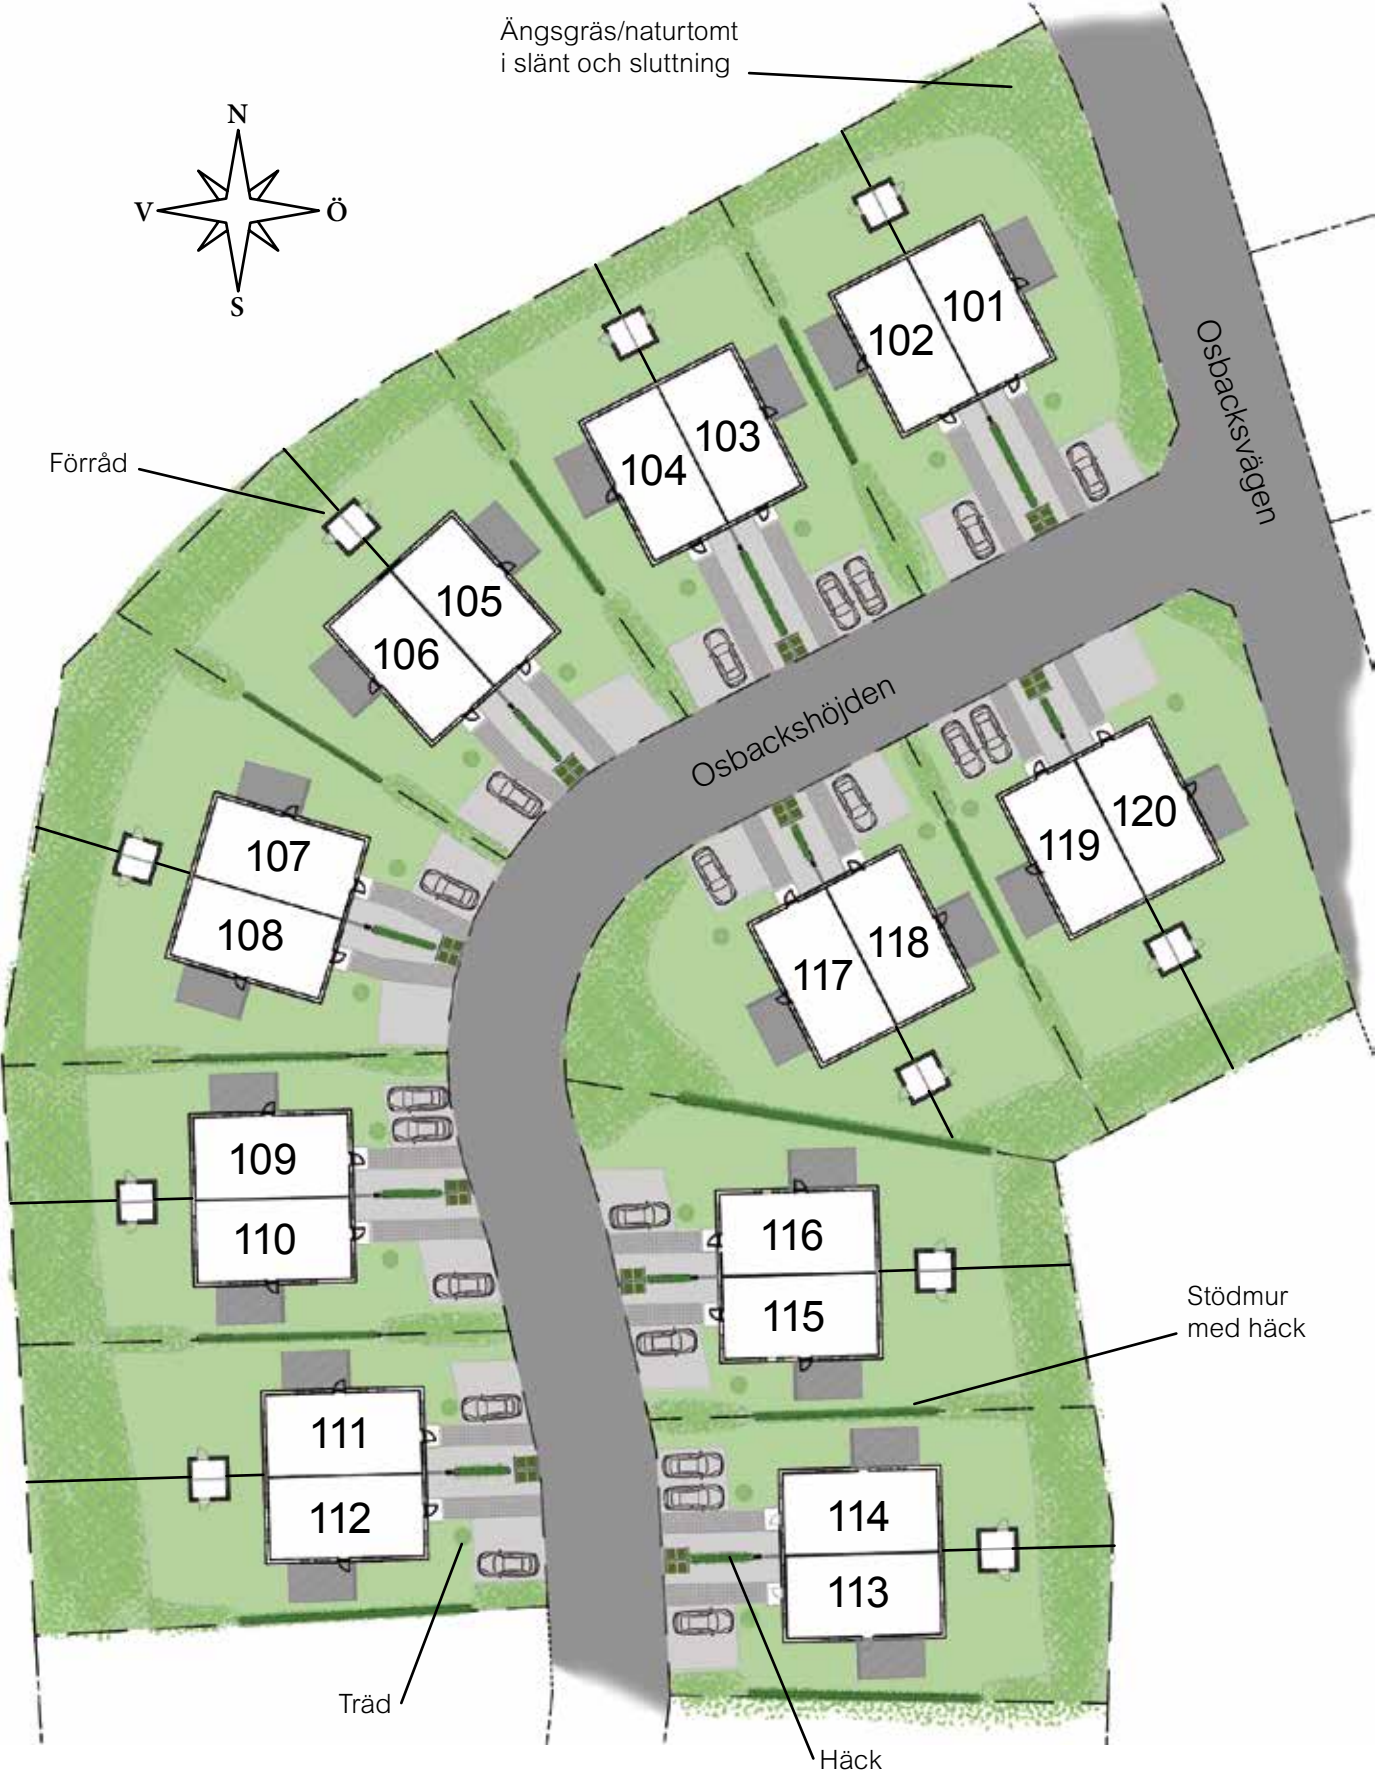 Ängsgräs/naturtomt
i slänt och sluttning
N
V
Ö
S
Osbacksvägen
101
102
103
104
Förråd
105
106
Osbackshöjden
107
108
120
119
118
117
109
110
116
115
Stödmur
med häck
111
112
114
113
Träd
Häck